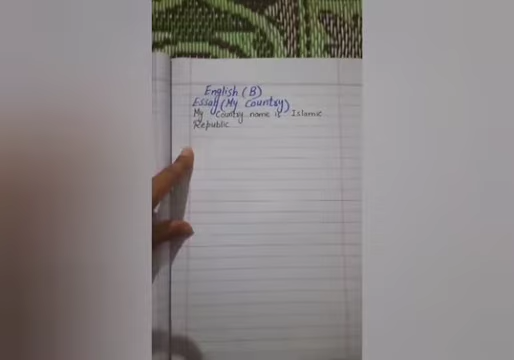 English (B)
Essay (My Country)
My Country name is Islamic
Republic